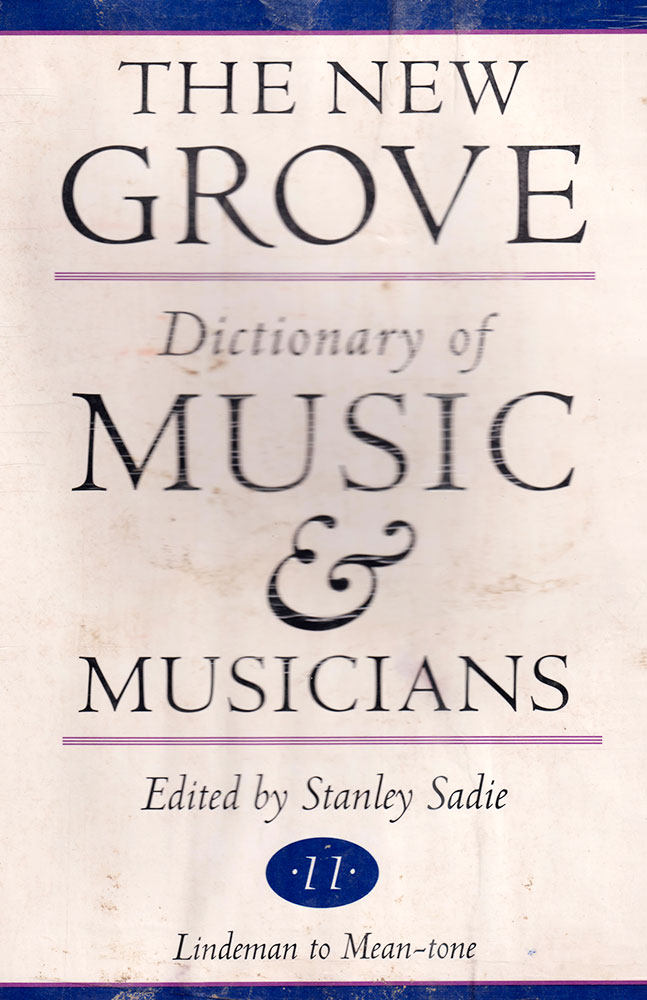 THE NEW
GROVE
Dictionary of
MUSIC
&
MUSICIANS
Edited by Stanley Sadie
·11·
Lindeman to Mean-tone